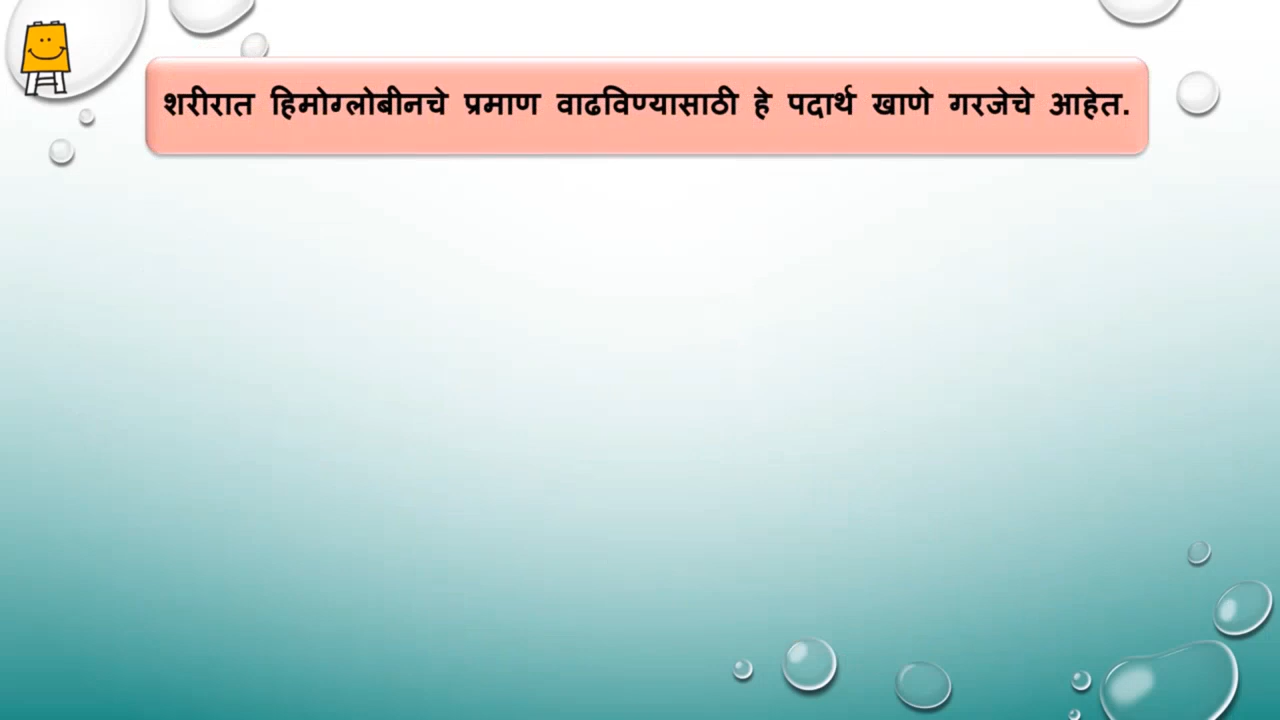 शरीरात हिमोग्लोबीनचे प्रमाण वाढविण्यासाठी हे पदार्थ खाणे गरजेचे आहेत.